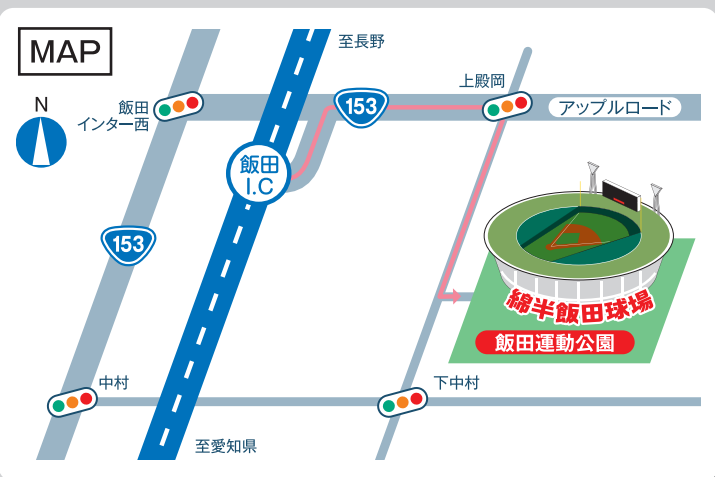 MAP
至長野
N
飯田
インター西
153
上殿岡
アップルロード
飯田
I.C
153
綿半飯田球場
飯田運動公園
中村
下中村
至愛知県